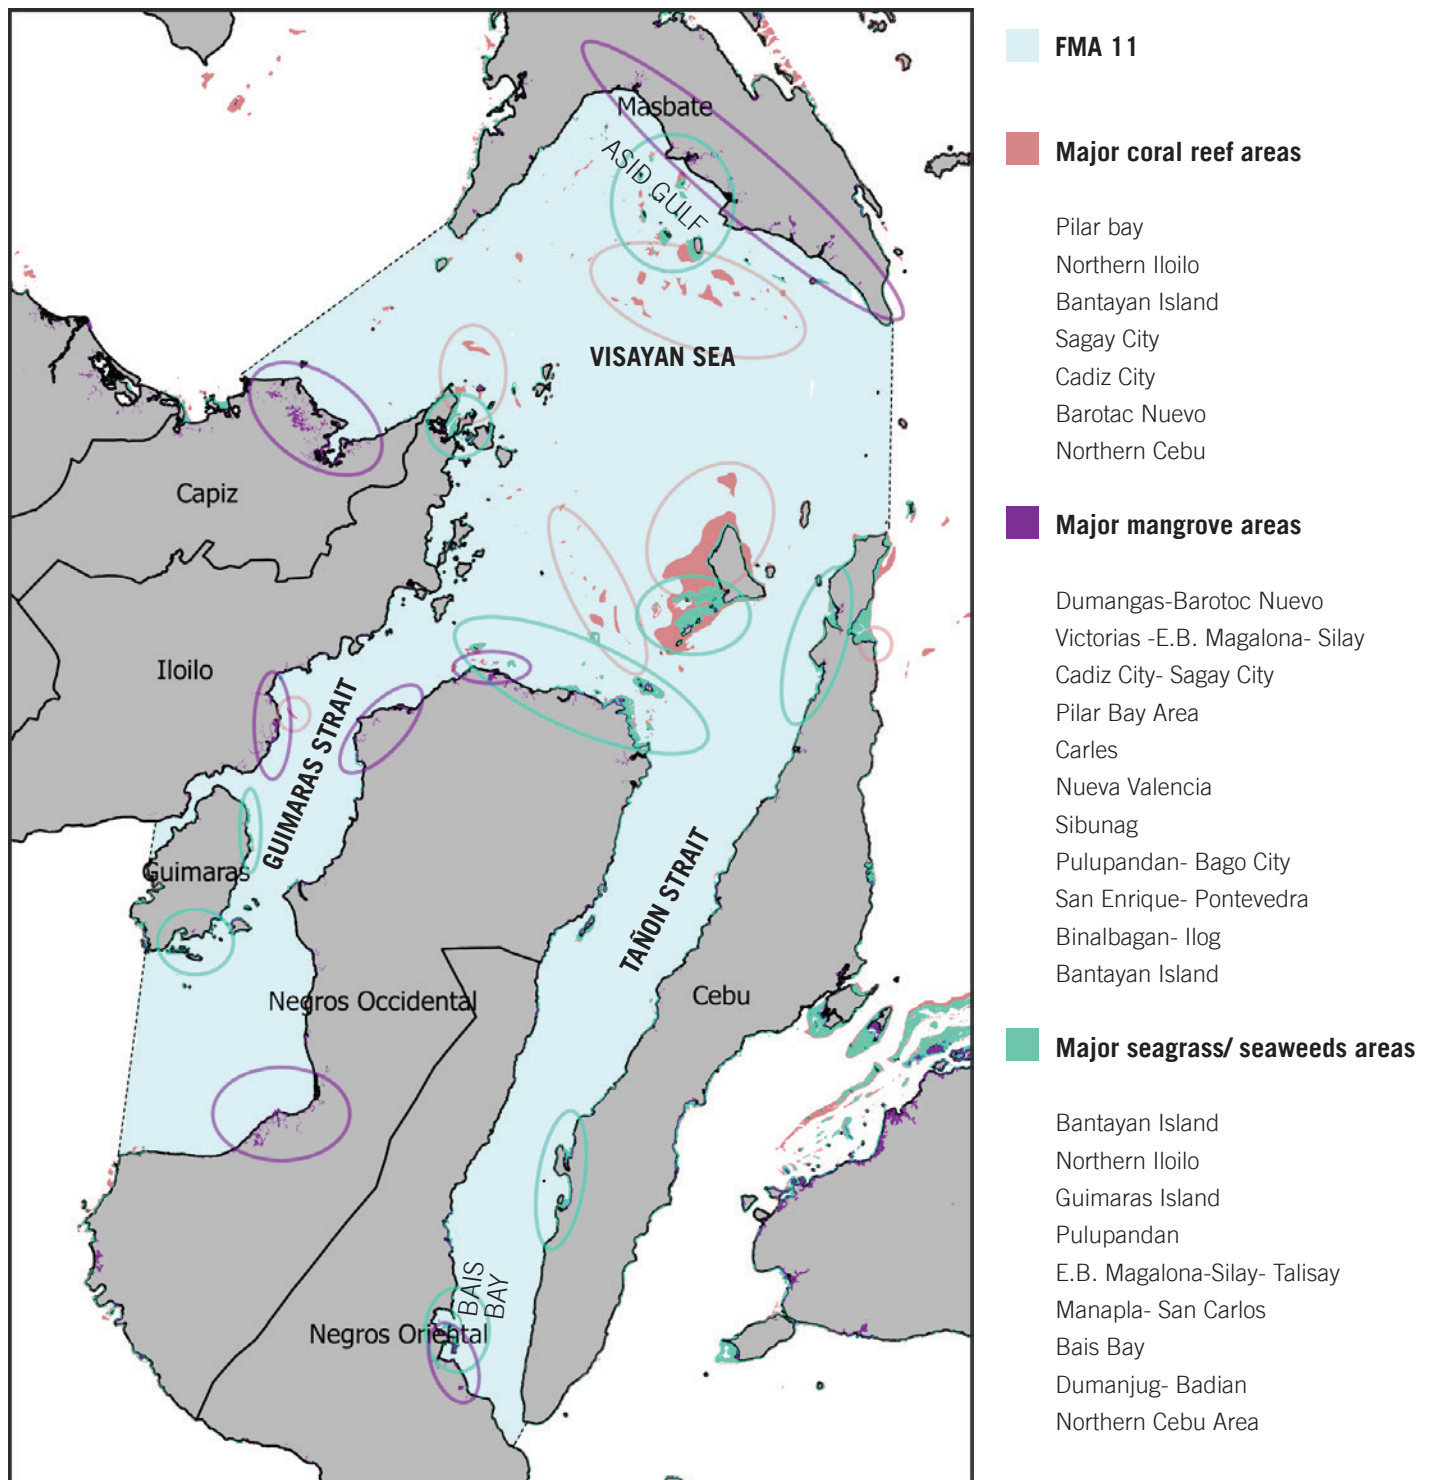 Masbate
ASID GULF
VISAYAN SEA
Capiz
Iloilo
GUIMARAS STRAIT
Guimaras
TAÑON STRAIT
Negros Occidental
Cebu
BAIS
BAY
Negros Oriental
FMA 11
Major coral reef areas
Pilar bay
Northern Iloilo
Bantayan Island
Sagay City
Cadiz City
Barotac Nuevo
Northern Cebu
Major mangrove areas
Dumangas-Barotoc Nuevo
Victorias -E.B. Magalona- Silay
Cadiz City- Sagay City
Pilar Bay Area
Carles
Nueva Valencia
Sibunag
Pulupandan- Bago City
San Enrique- Pontevedra
Binalbagan- Ilog
Bantayan Island
Major seagrass/ seaweeds areas
Bantayan Island
Northern Iloilo
Guimaras Island
Pulupandan
E.B. Magalona-Silay- Talisay
Manapla- San Carlos
Bais Bay
Dumanjug- Badian
Northern Cebu Area